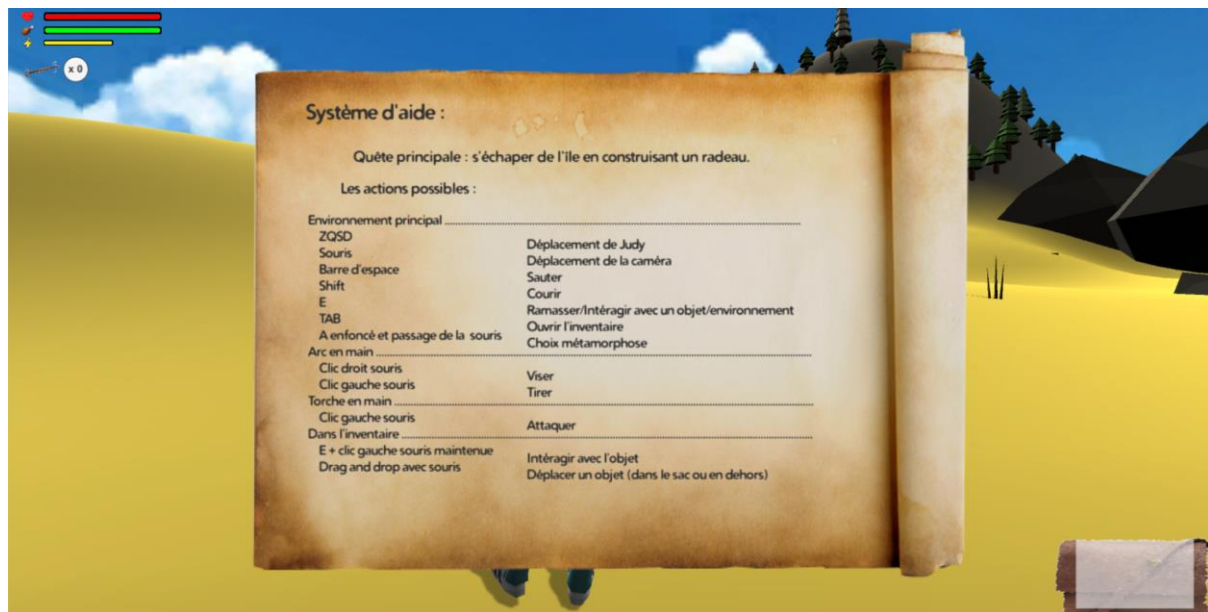 x 0
Système d'aide :
Quête principale : s'échaper de l'île en construisant un radeau.
Les actions possibles :
Environnement principal
ZQSD Déplacement de Judy
Souris Déplacement de la caméra
Barre d'espace Sauter
Shift Courir
E Ramasser/Intéragir avec un objet/environnement
TAB Ouvrir l'inventaire
A enfoncé et passage de la souris Choix métamorphose
Arc en main
Clic droit souris Viser
Clic gauche souris Tirer
Torche en main
Clic gauche souris Attaquer
Dans l'inventaire
E + clic gauche souris maintenue Intéragir avec l'objet
Drag and drop avec souris Déplacer un objet (dans le sac ou en dehors)